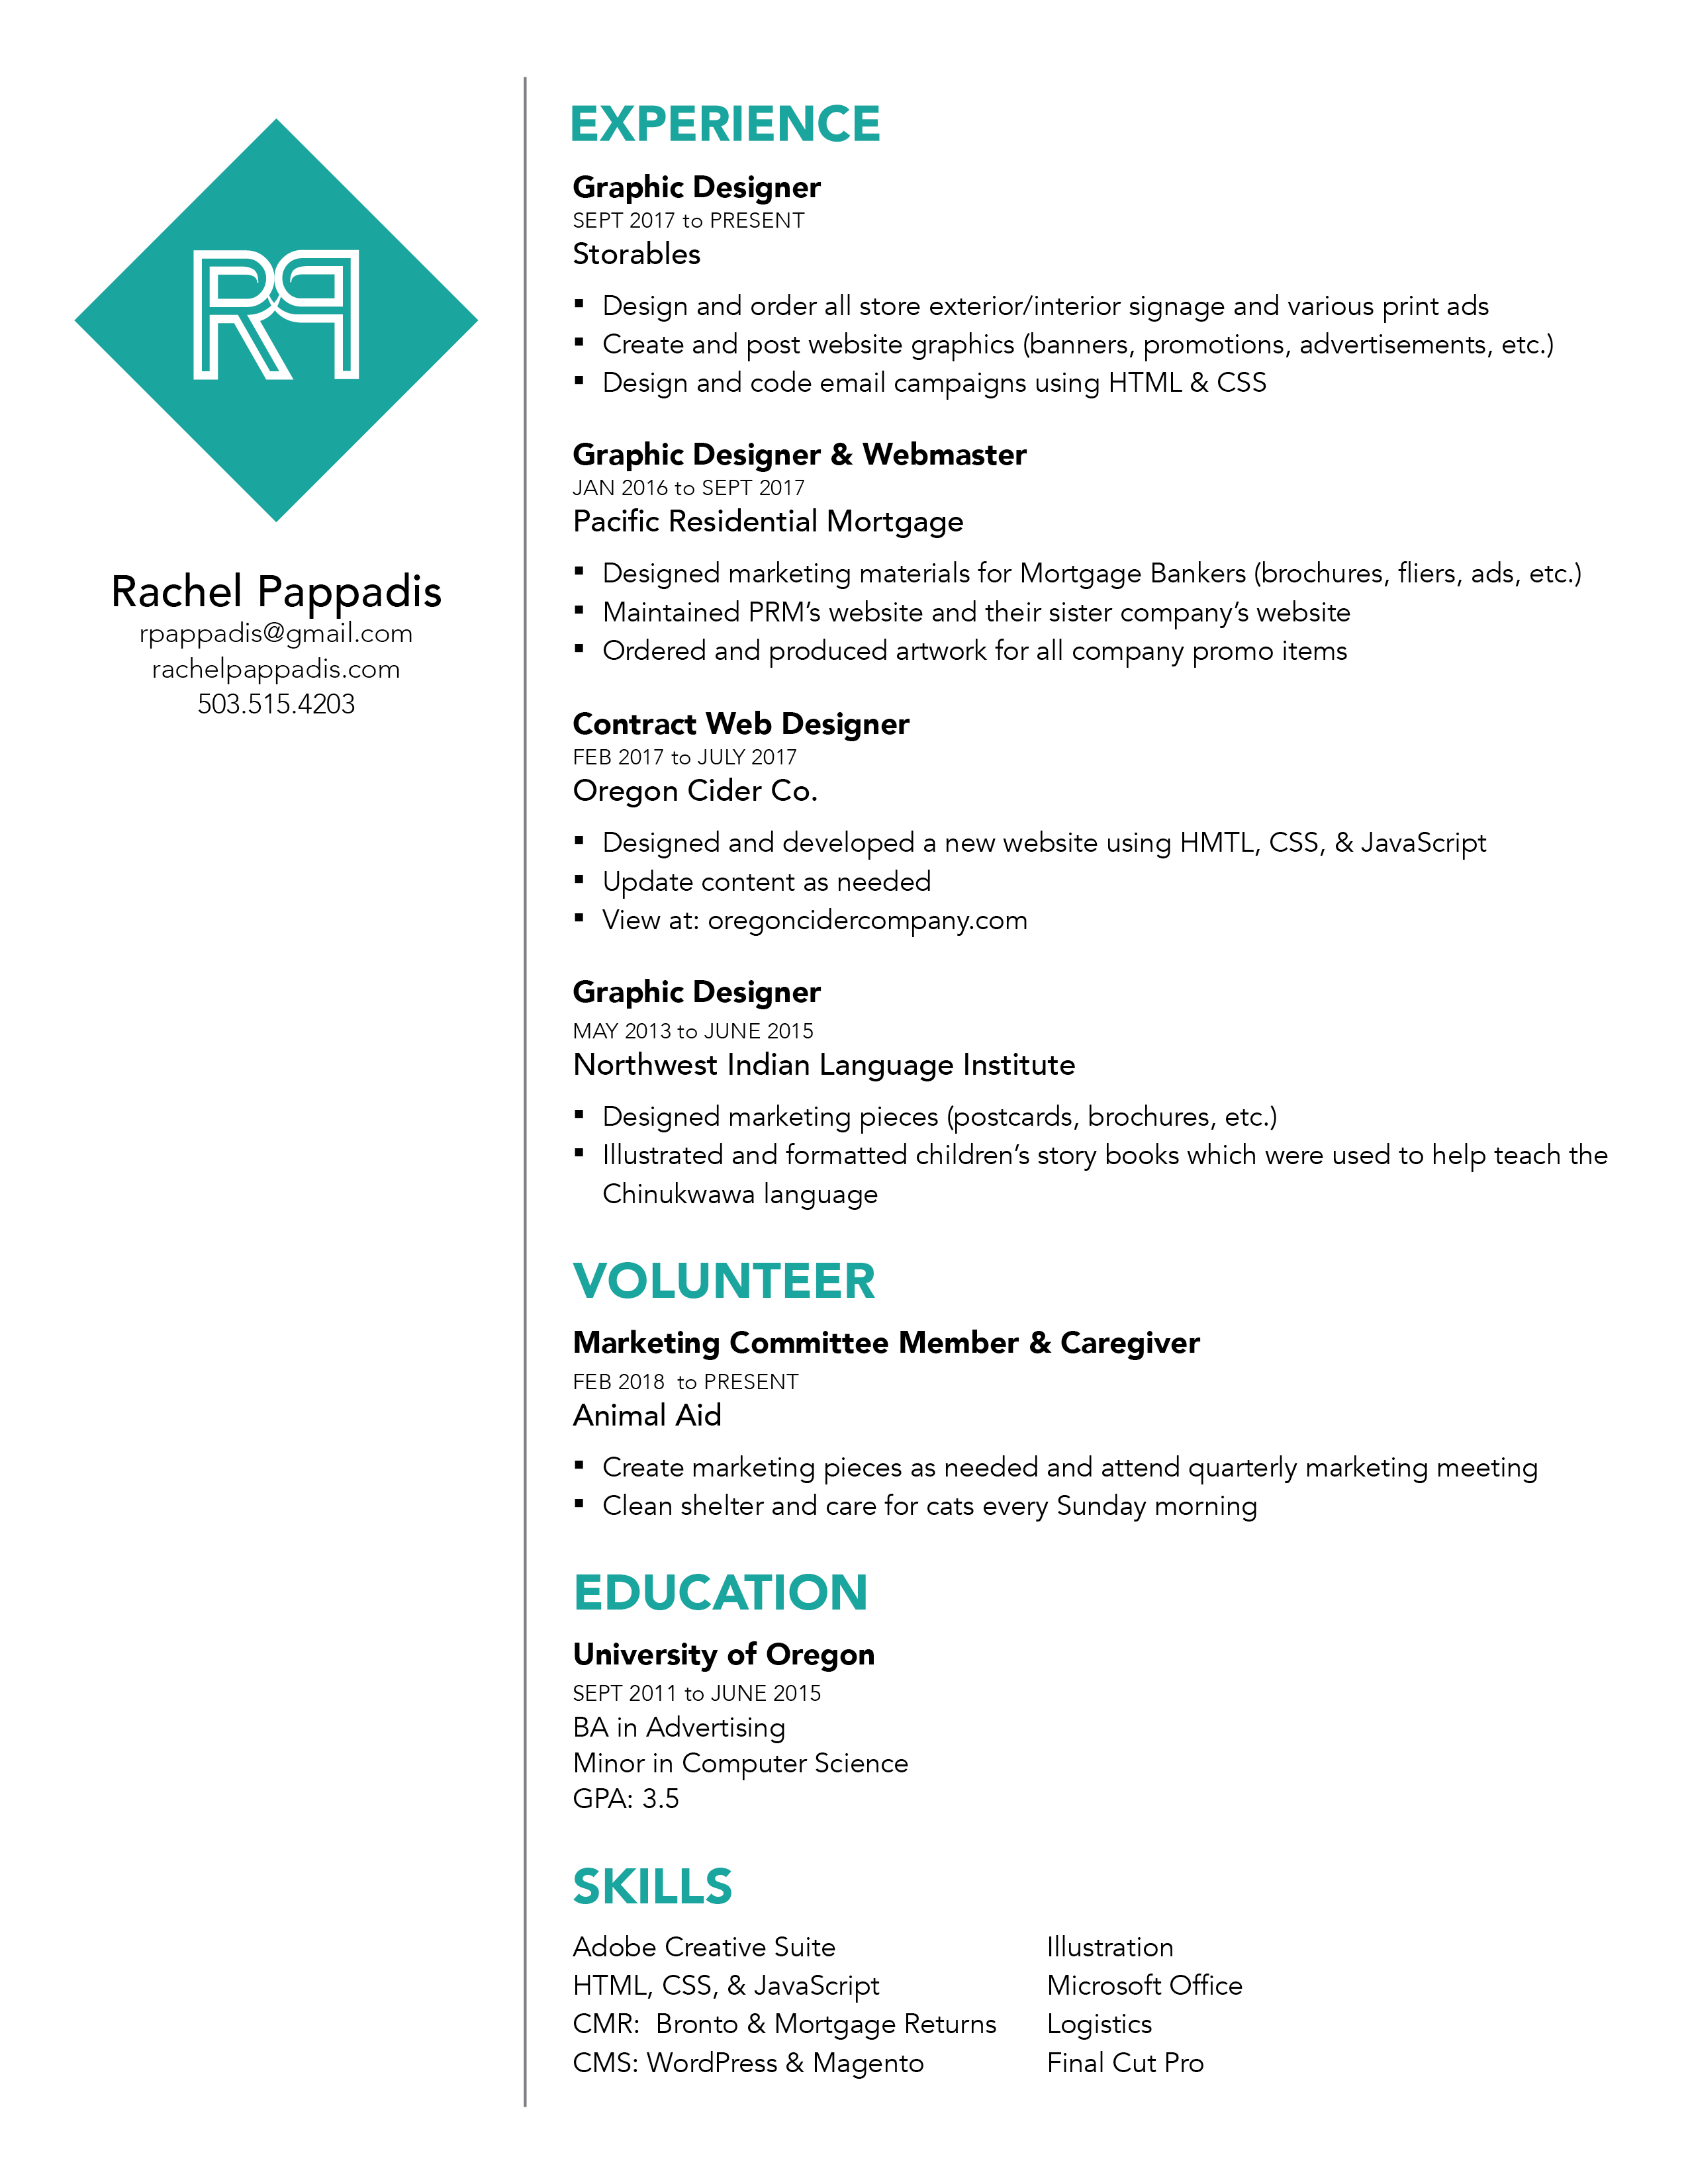 RP
Rachel Pappadis
rpappadis@gmail.com
rachelpappadis.com
503.515.4203
EXPERIENCE
Graphic Designer
SEPT 2017 to PRESENT
Storables
▪ Design and order all store exterior/interior signage and various print ads
▪ Create and post website graphics (banners, promotions, advertisements, etc.)
▪ Design and code email campaigns using HTML & CSS
Graphic Designer & Webmaster
JAN 2016 to SEPT 2017
Pacific Residential Mortgage
▪ Designed marketing materials for Mortgage Bankers (brochures, fliers, ads, etc.)
▪ Maintained PRM’s website and their sister company’s website
▪ Ordered and produced artwork for all company promo items
Contract Web Designer
FEB 2017 to JULY 2017
Oregon Cider Co.
▪ Designed and developed a new website using HMTL, CSS, & JavaScript
▪ Update content as needed
▪ View at: oregoncidercompany.com
Graphic Designer
MAY 2013 to JUNE 2015
Northwest Indian Language Institute
▪ Designed marketing pieces (postcards, brochures, etc.)
▪ Illustrated and formatted children’s story books which were used to help teach the
Chinukwawa language
VOLUNTEER
Marketing Committee Member & Caregiver
FEB 2018  to PRESENT
Animal Aid
▪ Create marketing pieces as needed and attend quarterly marketing meeting
▪ Clean shelter and care for cats every Sunday morning
EDUCATION
University of Oregon
SEPT 2011 to JUNE 2015
BA in Advertising
Minor in Computer Science
GPA: 3.5
SKILLS
Adobe Creative Suite
HTML, CSS, & JavaScript
CMR:  Bronto & Mortgage Returns
CMS: WordPress & Magento
Illustration
Microsoft Office
Logistics
Final Cut Pro